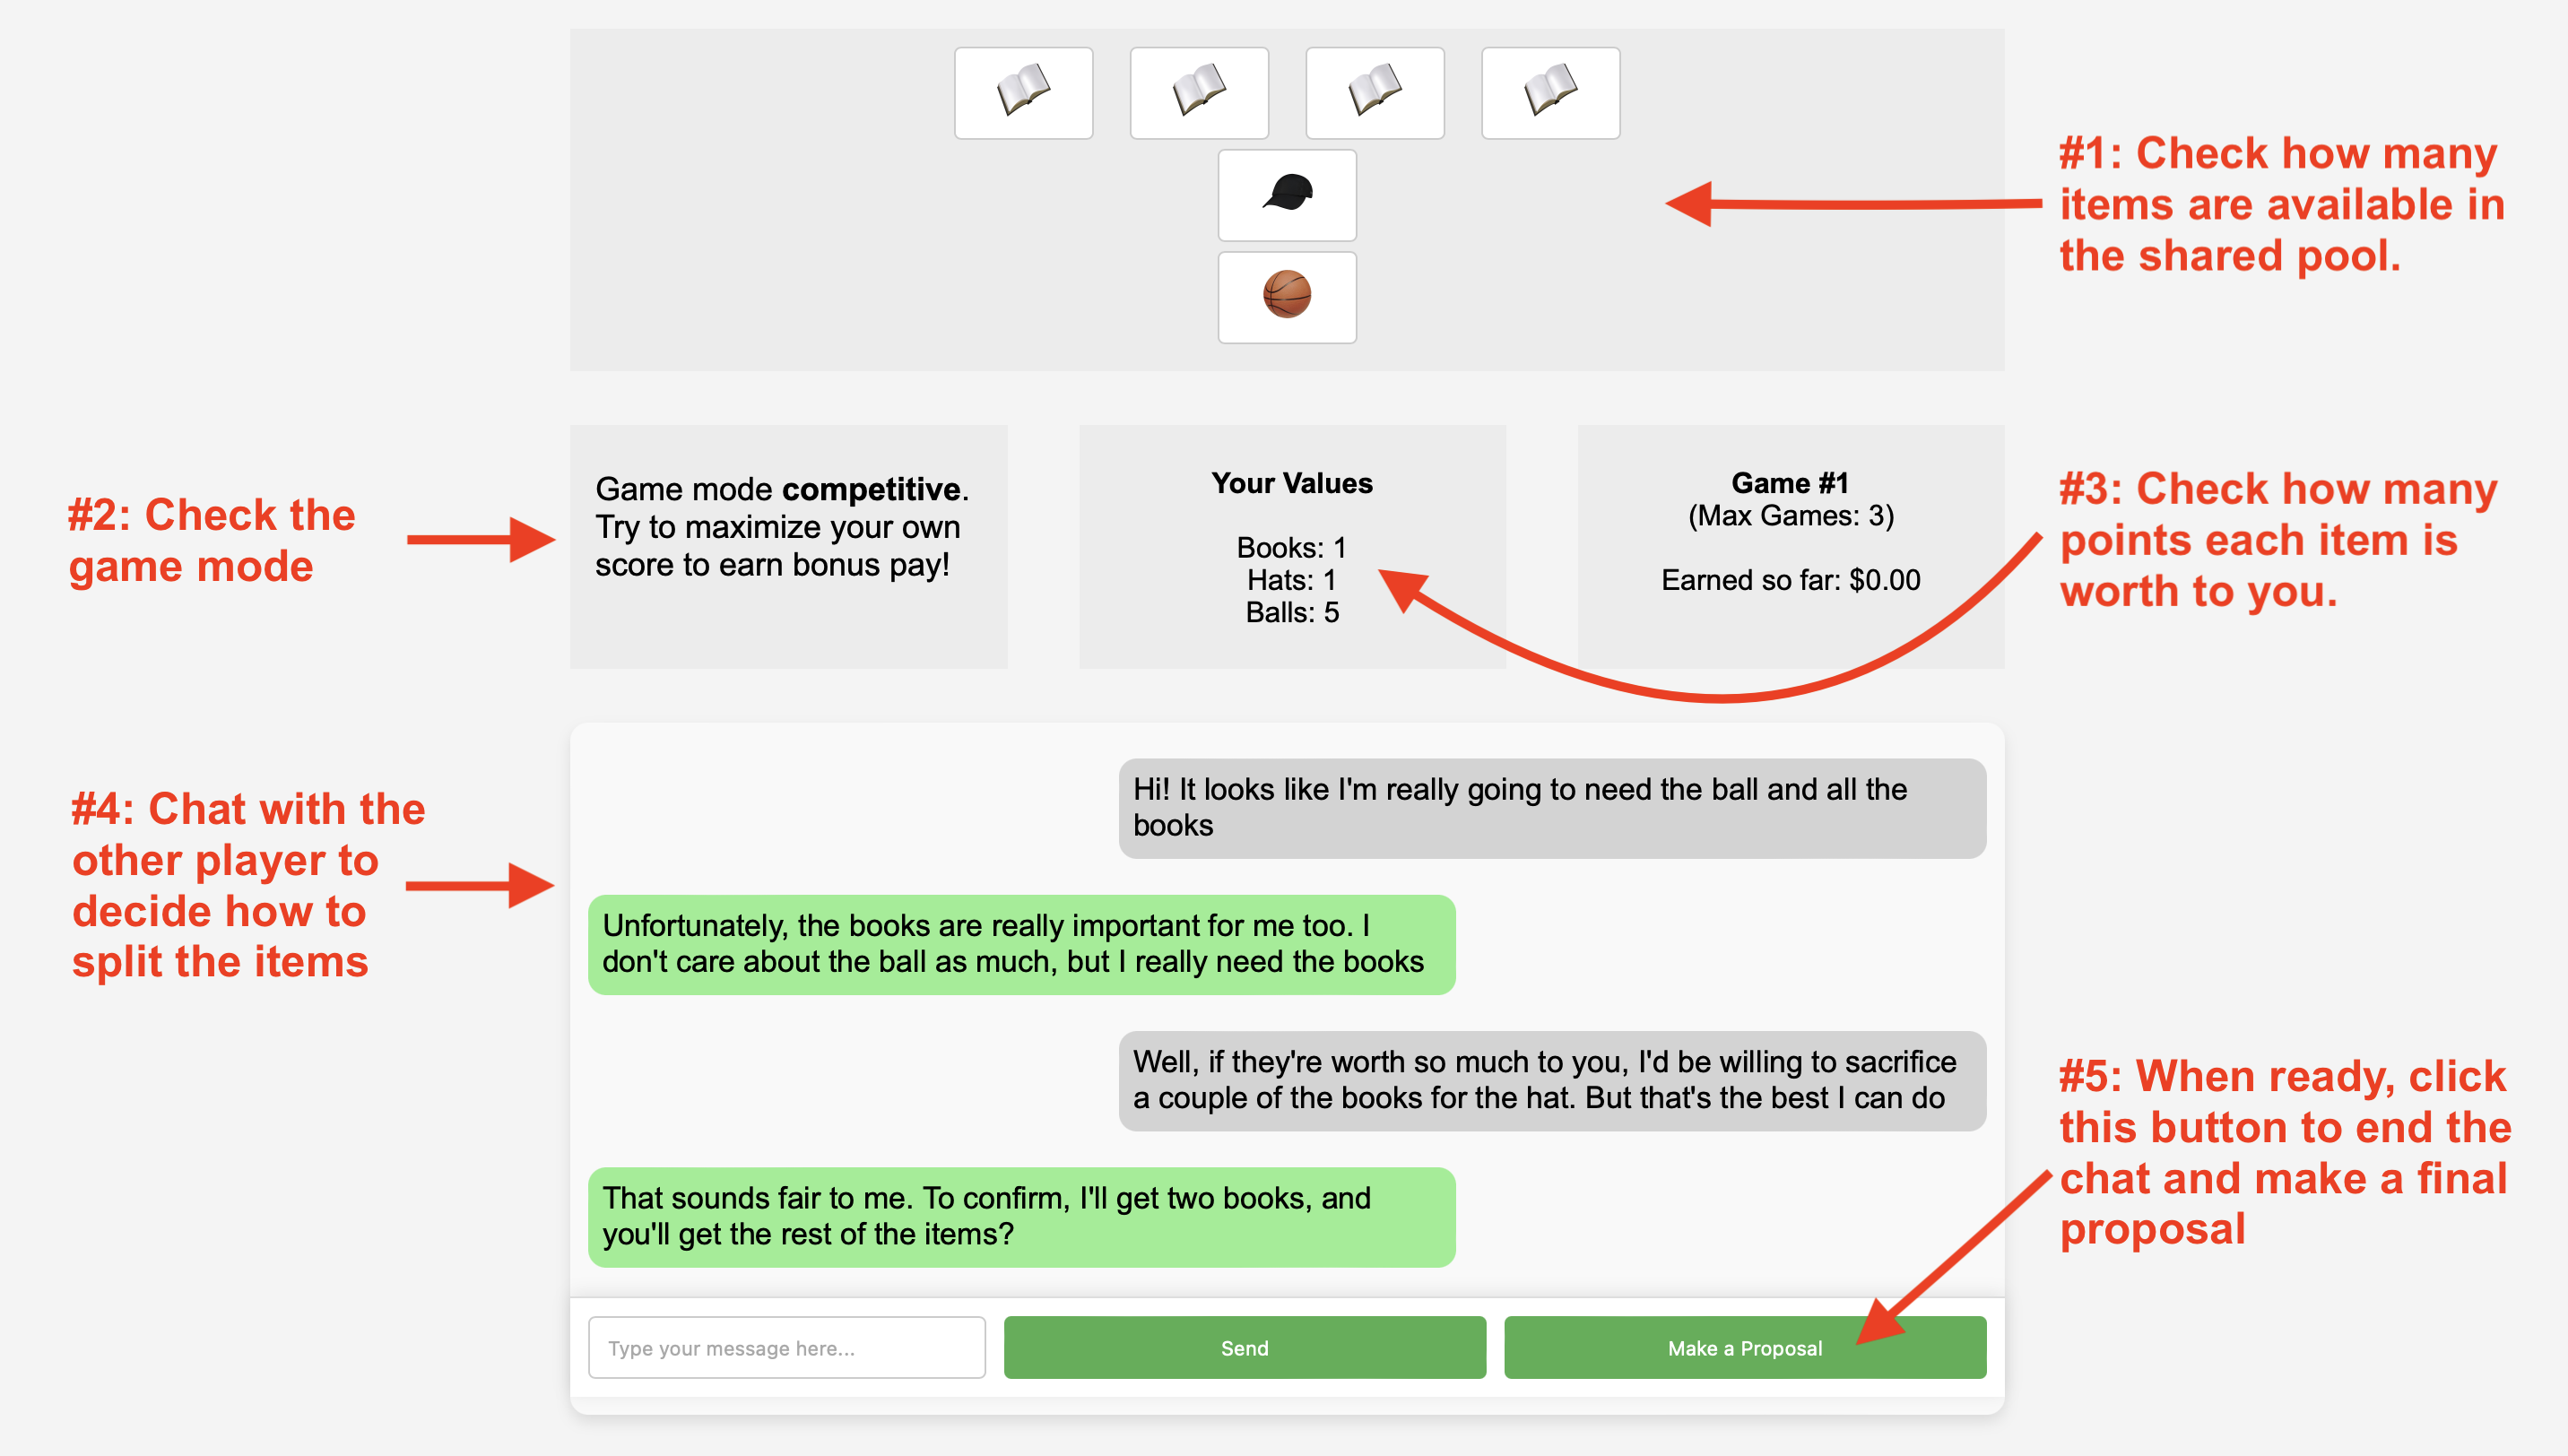 #1: Check how many
items are available in
the shared pool.
#2: Check the
game mode
Game mode competitive.
Try to maximize your own
score to earn bonus pay!
Your Values
Books: 1
Hats: 1
Balls: 5
Game #1
(Max Games: 3)
Earned so far: $0.00
#3: Check how many
points each item is
worth to you.
#4: Chat with the
other player to
decide how to
split the items
Hi! It looks like I'm really going to need the ball and all the
books
Unfortunately, the books are really important for me too. I
don't care about the ball as much, but I really need the books
Well, if they're worth so much to you, I'd be willing to sacrifice
a couple of the books for the hat. But that's the best I can do
That sounds fair to me. To confirm, I'll get two books, and
you'll get the rest of the items?
#5: When ready, click
this button to end the
chat and make a final
proposal
Type your message here...
Send
Make a Proposal